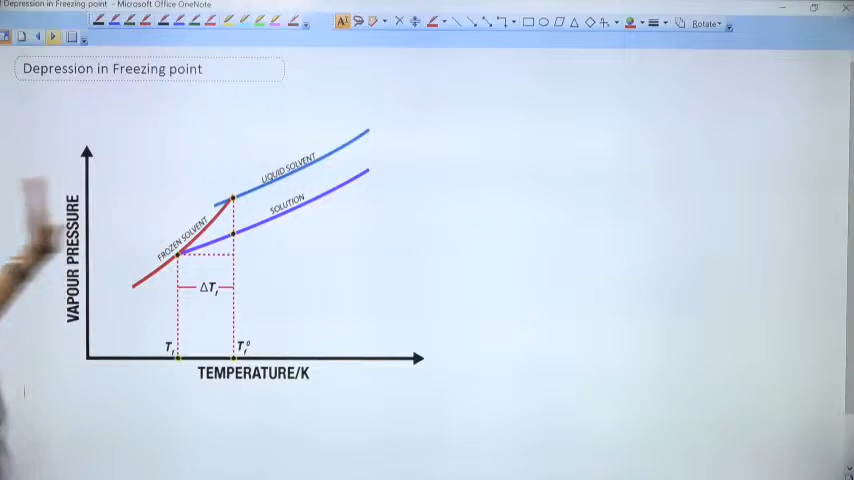 Depression in Freezing point - Microsoft Office OneNote
Rotate
Depression in Freezing point
VAPOUR PRESSURE
LIQUID SOLVENT
SOLUTION
FROZEN SOLVENT
ΔTf
Tf
Tf°
TEMPERATURE/K